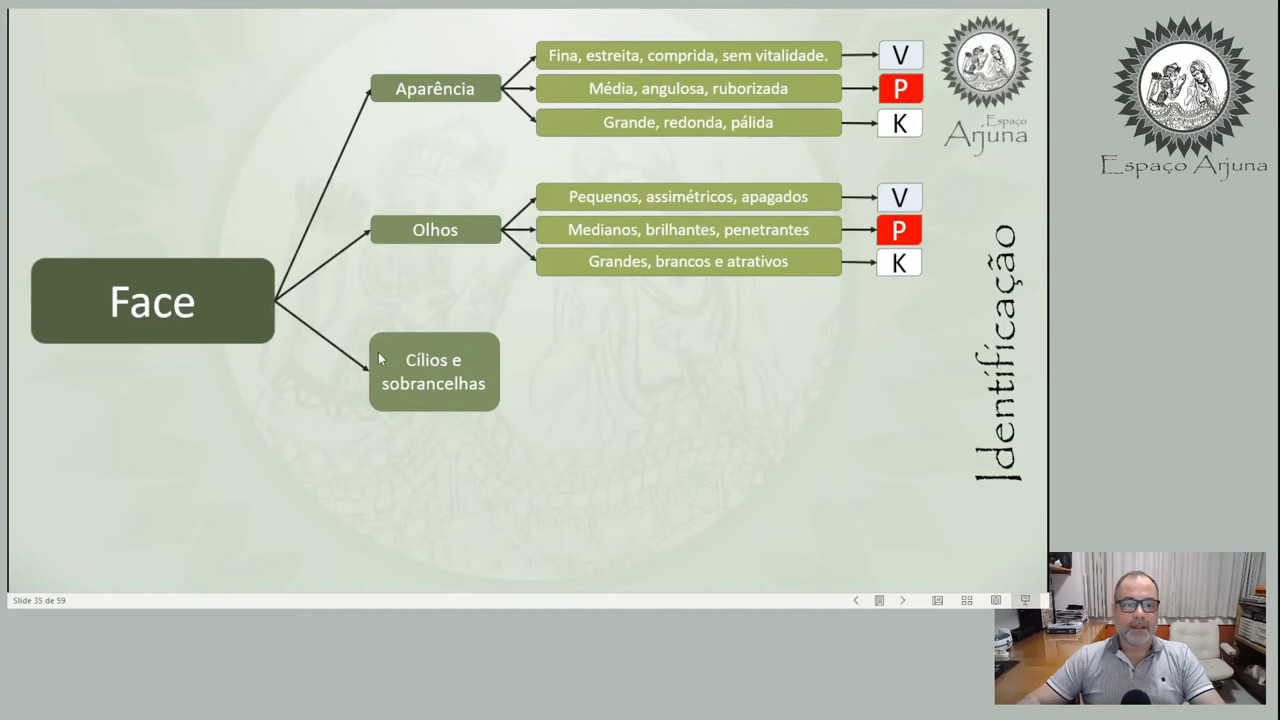 Face
Aparência
Fina, estreita, comprida, sem vitalidade.
V
Média, angulosa, ruborizada
P
Grande, redonda, pálida
K
Olhos
Pequenos, assimétricos, apagados
V
Medianos, brilhantes, penetrantes
P
Grandes, brancos e atrativos
K
Cílios e
sobrancelhas
Espaço
Arjuna
Identificação
Espaço Arjuna
Slide 35 de 59